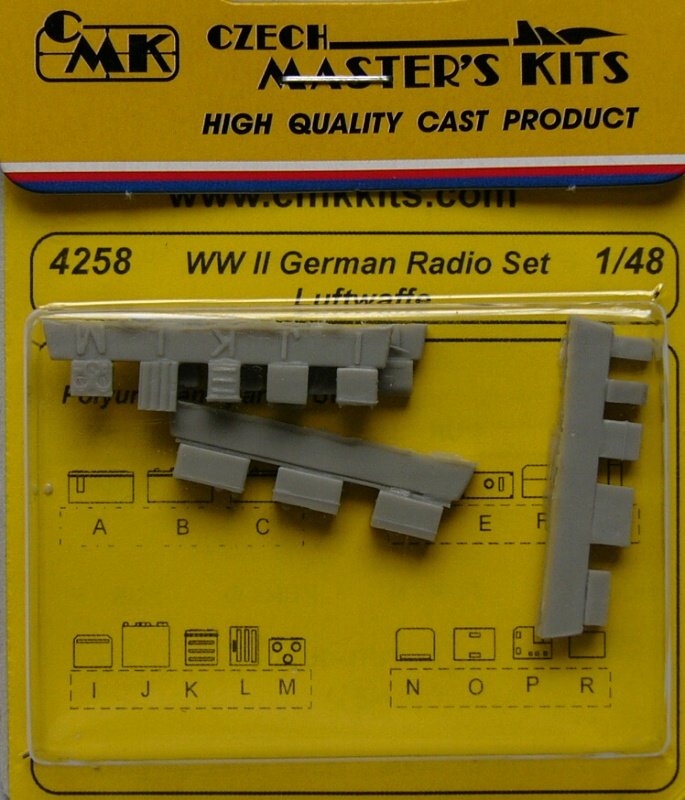 CMK
CZECH
MASTER'S KITS
HIGH QUALITY CAST PRODUCT
www.cmkkits.com
4258 WW II German Radio Set 1/48
Luftwaffe
M K J I
A B C E F
I J K L M N O P R